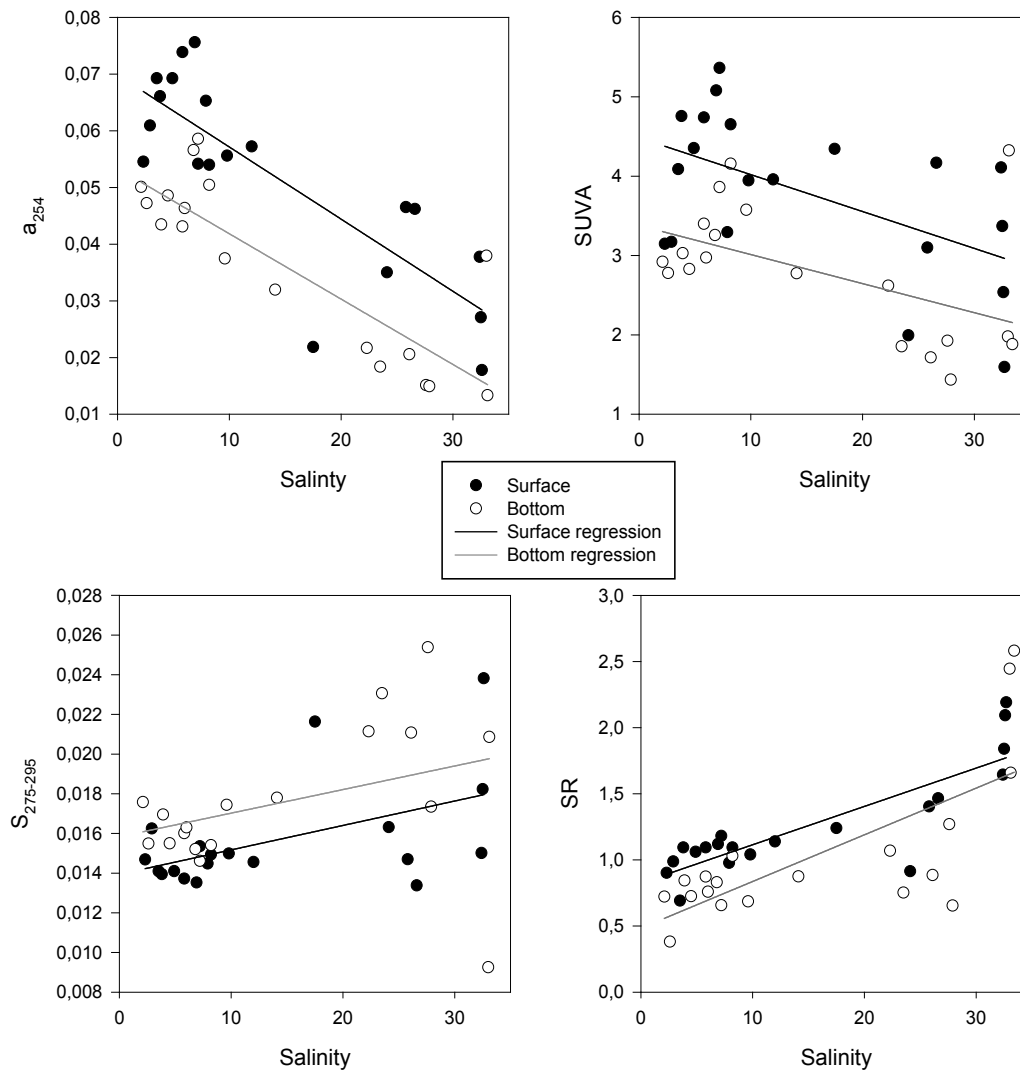 0,08
0,07
0,06
0,05
0,04
0,03
0,02
0,01
a254
0 10 20 30
Salinty
6
5
4
3
2
1
SUVA
0 10 20 30
Salinity
Surface
Bottom
Surface regression
Bottom regression
0,028
0,026
0,024
0,022
0,020
0,018
0,016
0,014
0,012
0,010
0,008
S275-295
0 10 20 30
Salinity
3,0
2,5
2,0
1,5
1,0
0,5
0,0
SR
0 10 20 30
Salinity